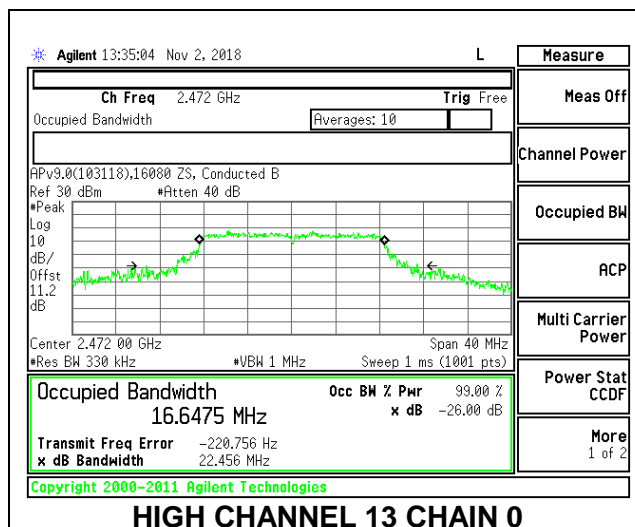 Agilent 13:35:04 Nov 2, 2018 L Measure
Ch Freq 2.472 GHz Trig Free
Meas Off
Occupied Bandwidth Averages: 10
Channel Power
APv9.0(103118),16080 ZS, Conducted B
Ref 30 dBm #Atten 40 dB
#Peak
Log
10
dB/
Offst
11.2
dB
Occupied BW
ACP
Center 2.472 00 GHz Span 40 MHz
#Res BW 330 kHz #VBW 1 MHz Sweep 1 ms (1001 pts)
Multi Carrier
Power
Occupied Bandwidth Occ BW % Pwr 99.00 %
16.6475 MHz x dB -26.00 dB
Power Stat
CCDF
Transmit Freq Error -220.756 Hz
x dB Bandwidth 22.456 MHz
More
1 of 2
Copyright 2000-2011 Agilent Technologies
HIGH CHANNEL 13 CHAIN 0